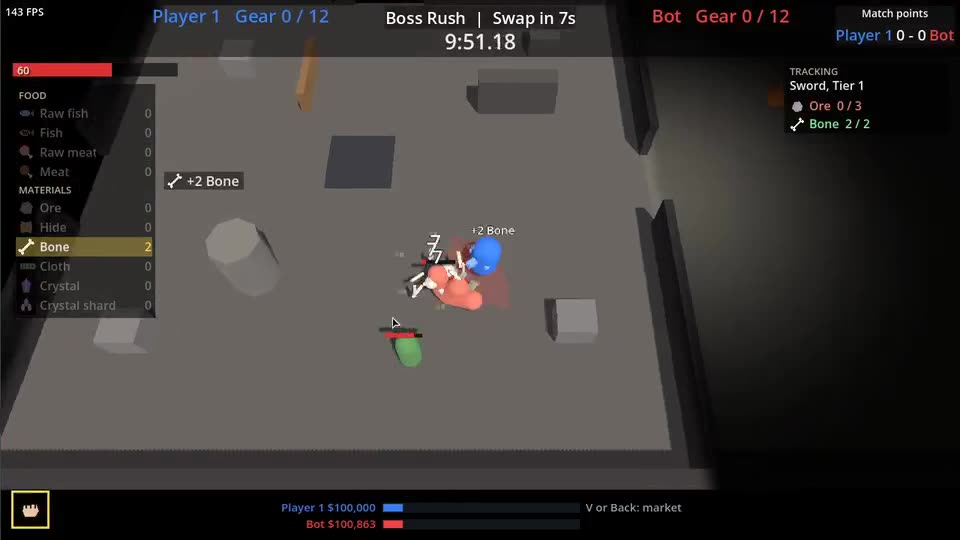 143 FPS
Player 1 Gear 0 / 12
Boss Rush | Swap in 7s
9:51.18
Bot Gear 0 / 12
Match points
Player 1 0 - 0 Bot
60
FOOD
Raw fish 0
Fish 0
Raw meat 0
Meat 0
MATERIALS
Ore 0
Hide 0
Bone 2
Cloth 0
Crystal 0
Crystal shard 0
+2 Bone
TRACKING
Sword, Tier 1
Ore 0 / 3
Bone 2 / 2
+2 Bone
7
7
Player 1 $100,000
Bot $100,863
V or Back: market